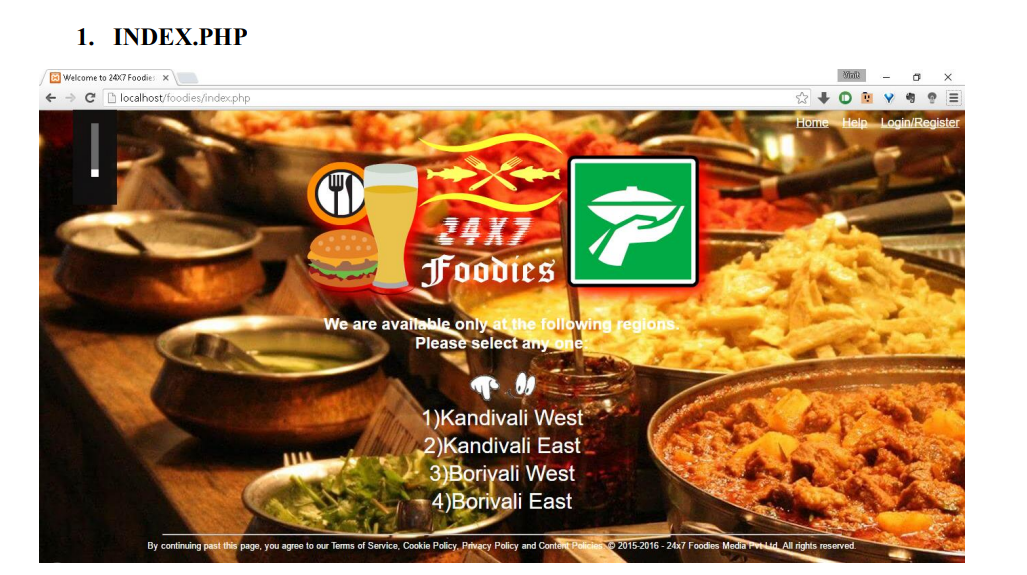 1. INDEX.PHP
Welcome to 24X7 Foodies
Vinit
localhost/foodies/index.php
Home Help Login/Register
24X7
Foodies
We are available only at the following regions.
Please select any one:
1)Kandivali West
2)Kandivali East
3)Borivali West
4)Borivali East
By continuing past this page, you agree to our Terms of Service, Cookie Policy, Privacy Policy and Content Policies. © 2015-2016 - 24x7 Foodies Media Pvt Ltd. All rights reserved.